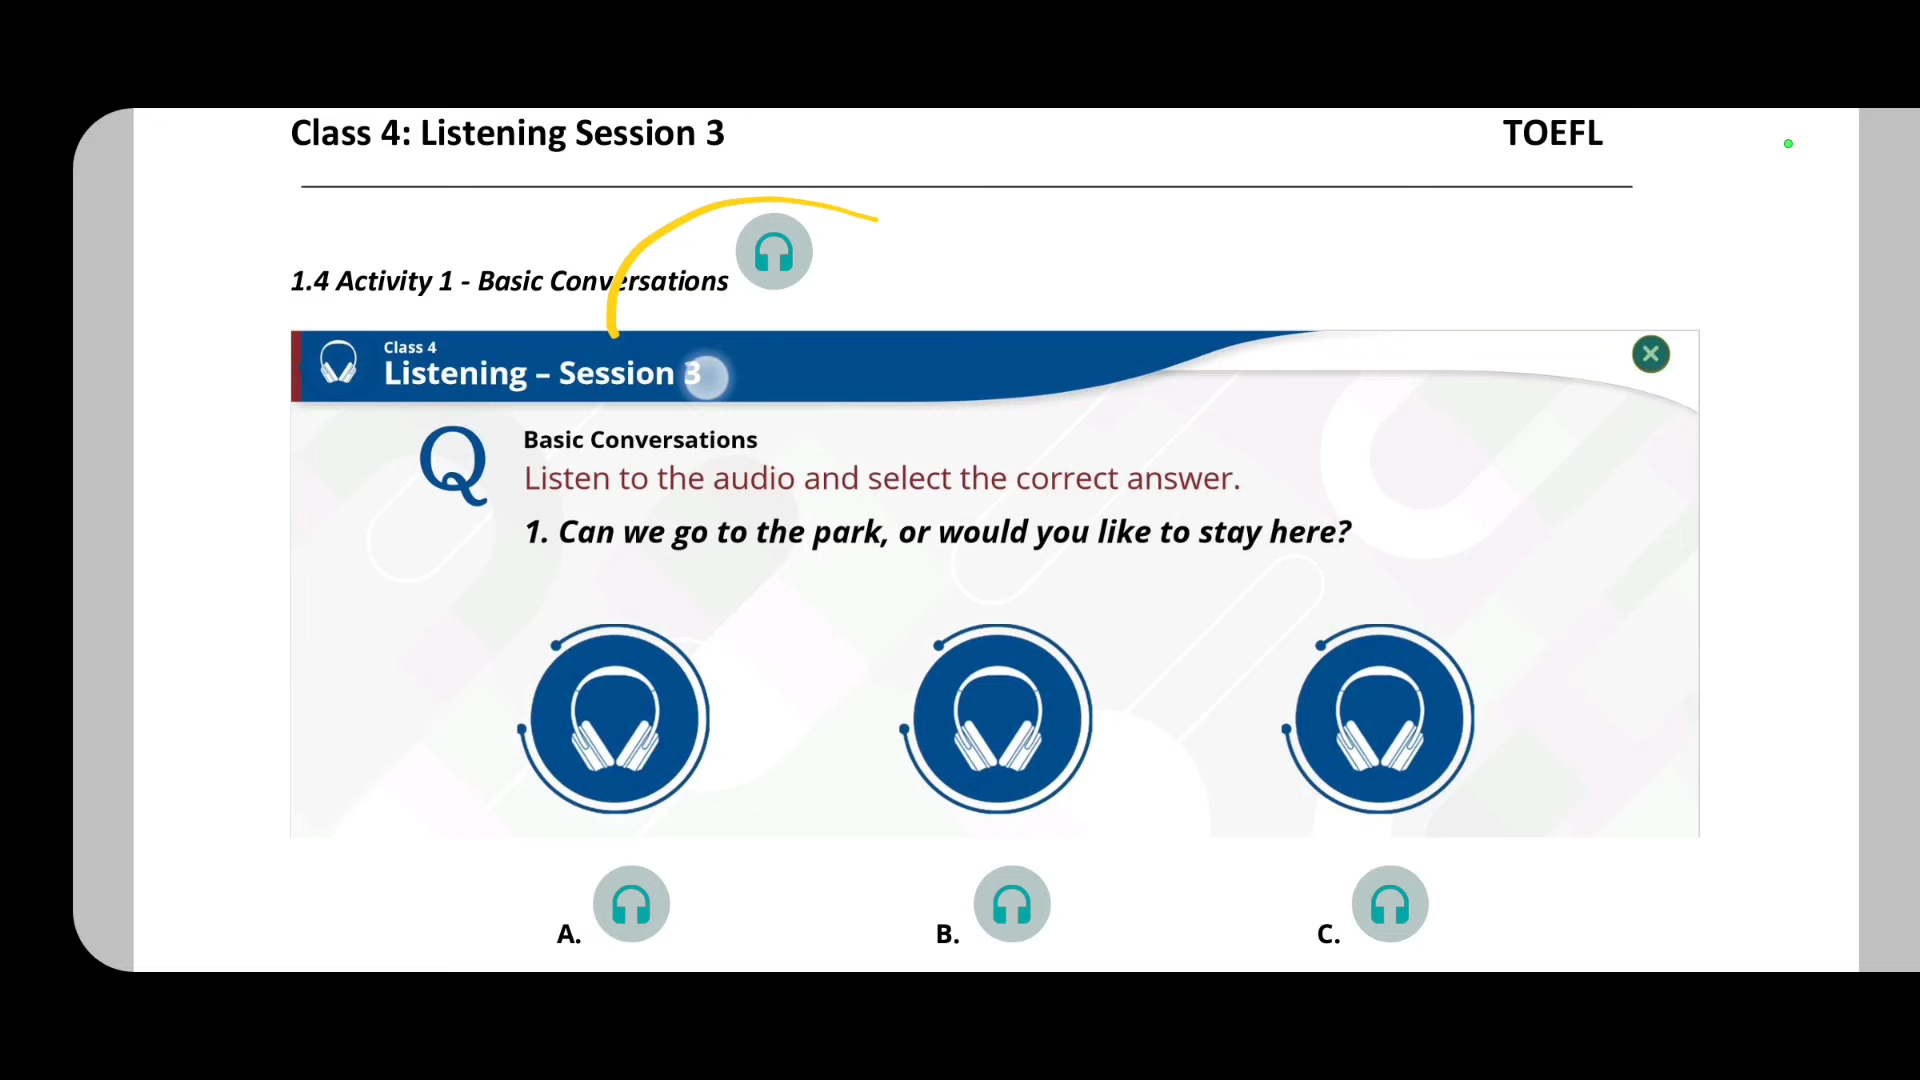 Class 4: Listening Session 3 TOEFL
1.4 Activity 1 - Basic Conversations
Class 4
Listening – Session 3
Q
Basic Conversations
Listen to the audio and select the correct answer.
1. Can we go to the park, or would you like to stay here?
A. B. C.